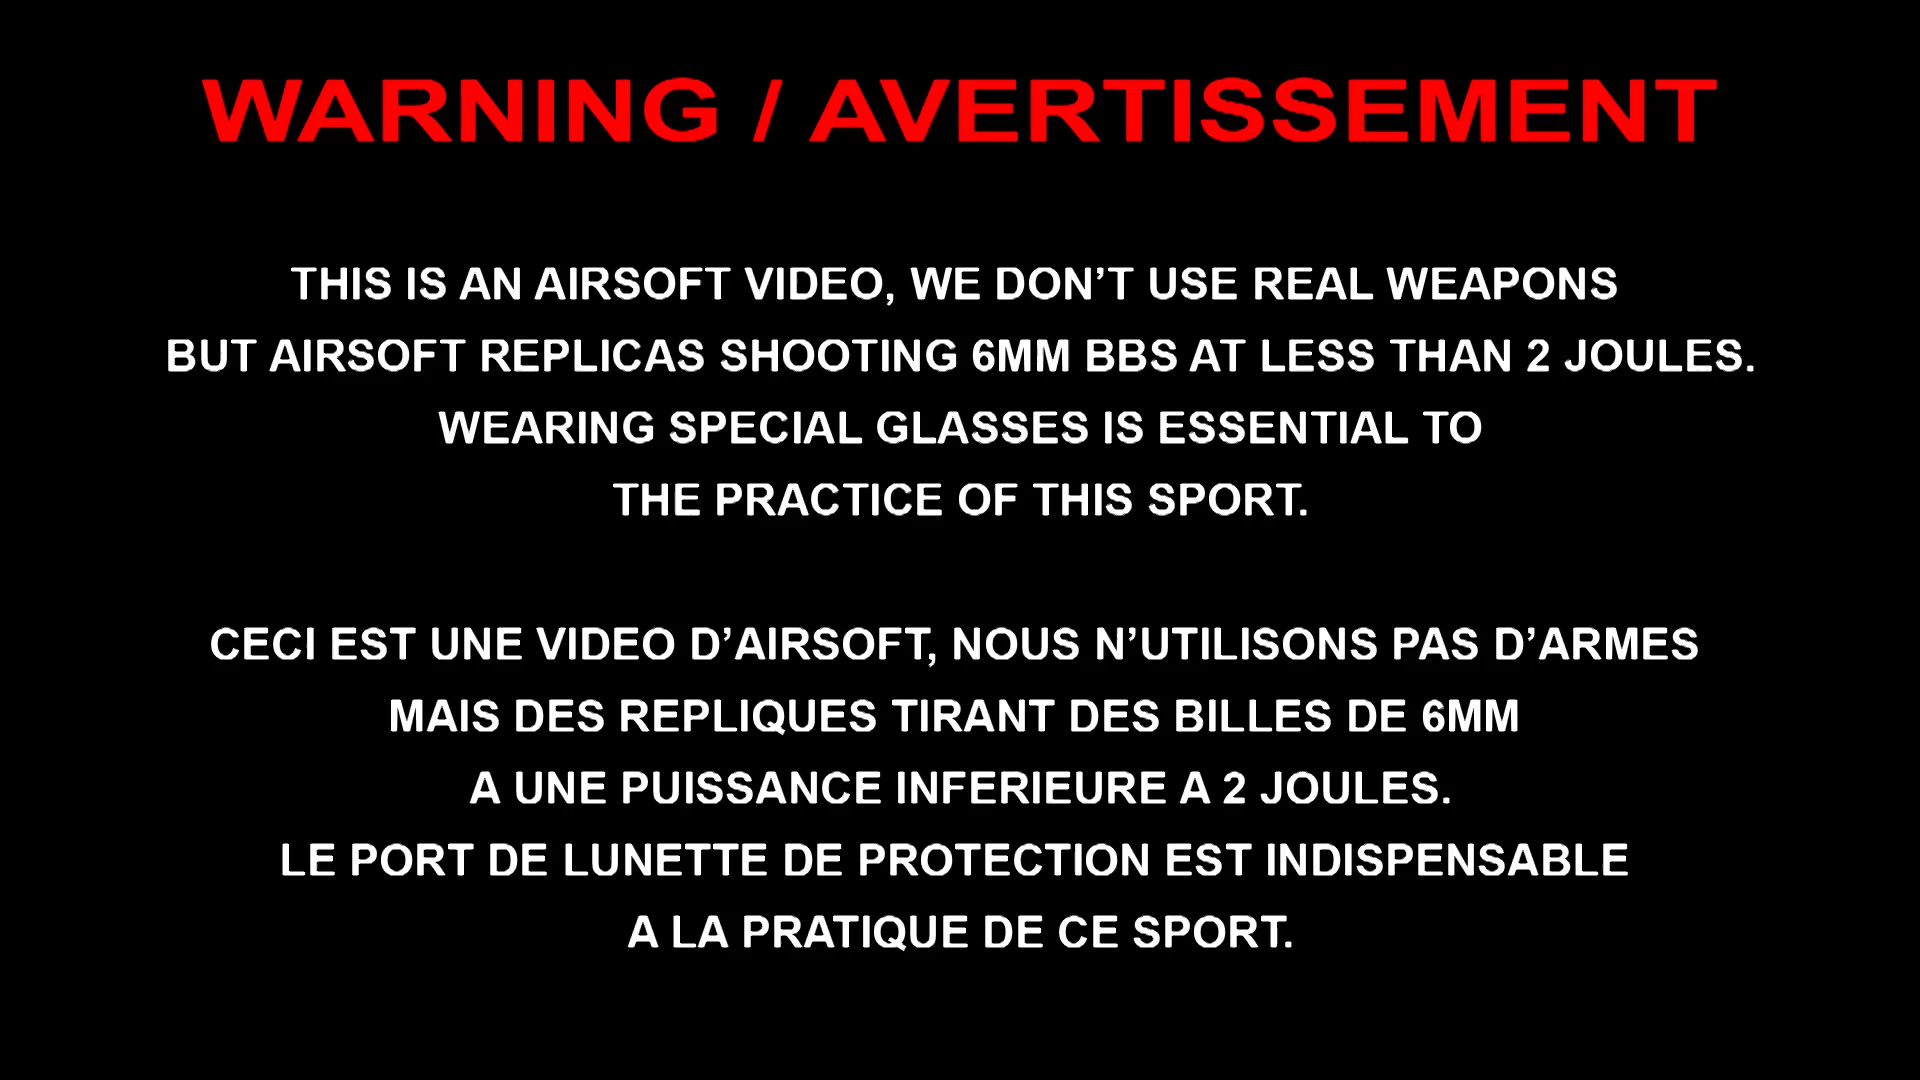 WARNING / AVERTISSEMENT
THIS IS AN AIRSOFT VIDEO, WE DON’T USE REAL WEAPONS
BUT AIRSOFT REPLICAS SHOOTING 6MM BBS AT LESS THAN 2 JOULES.
WEARING SPECIAL GLASSES IS ESSENTIAL TO
THE PRACTICE OF THIS SPORT.
CECI EST UNE VIDEO D’AIRSOFT, NOUS N’UTILISONS PAS D’ARMES
MAIS DES REPLIQUES TIRANT DES BILLES DE 6MM
A UNE PUISSANCE INFERIEURE A 2 JOULES.
LE PORT DE LUNETTE DE PROTECTION EST INDISPENSABLE
A LA PRATIQUE DE CE SPORT.